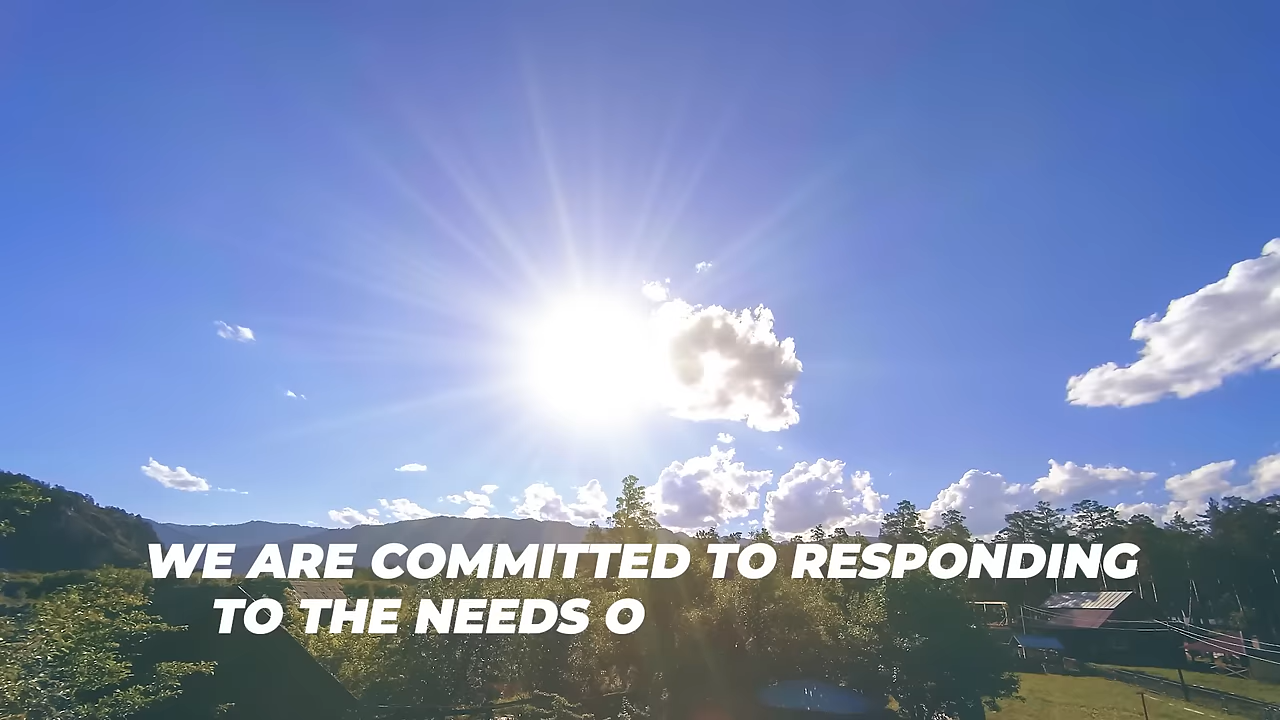 WE ARE COMMITTED TO RESPONDING
TO THE NEEDS O